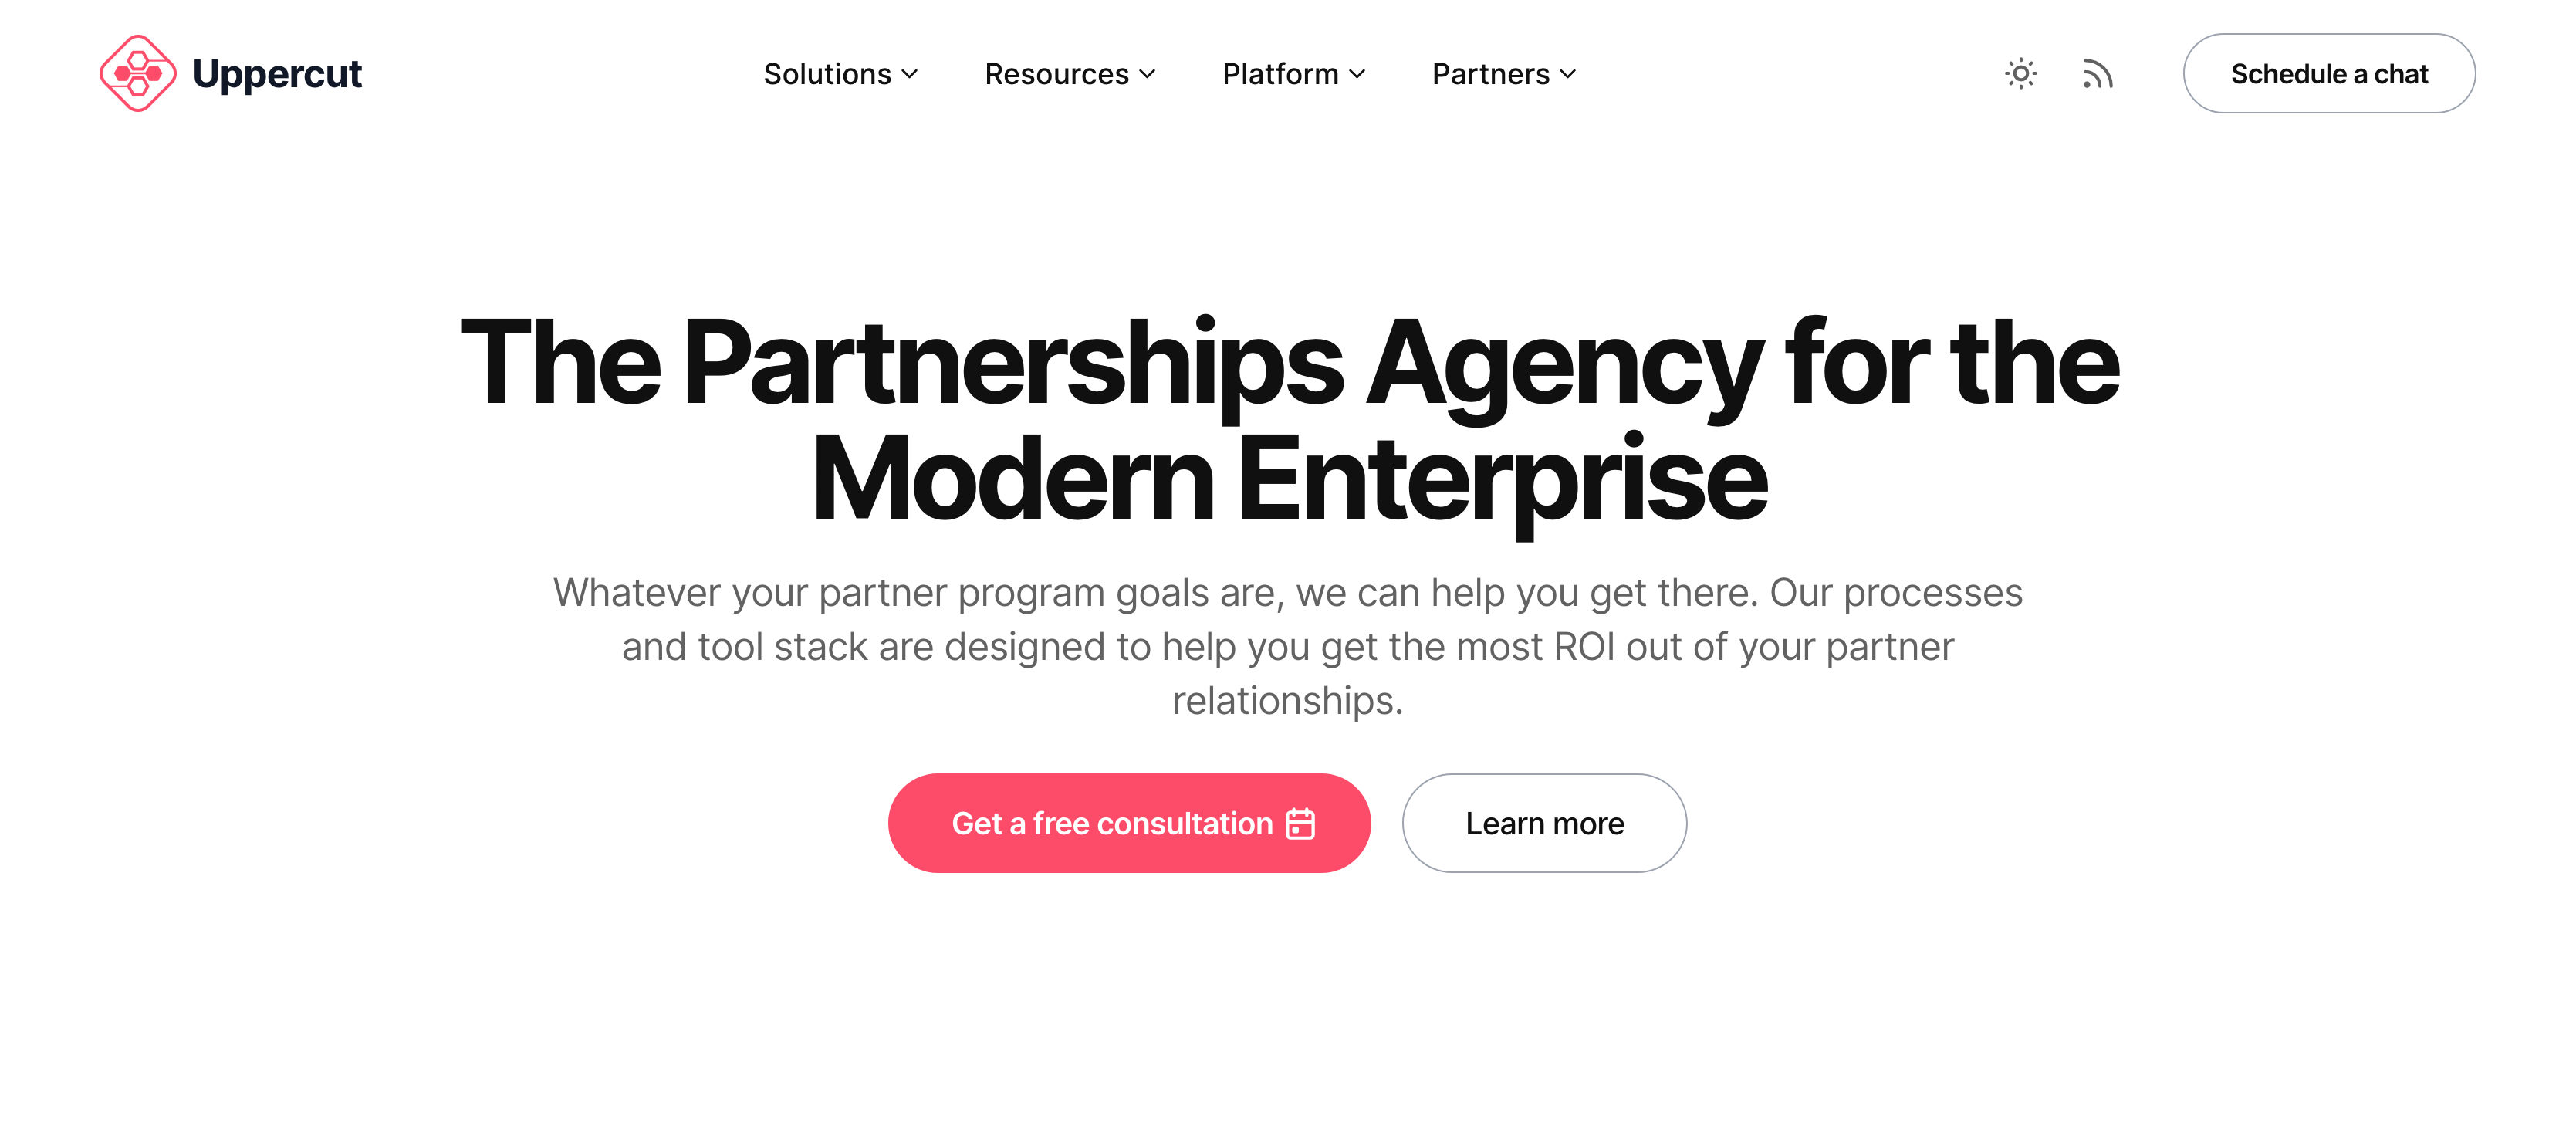 Uppercut
Solutions
Resources
Platform
Partners
Schedule a chat
The Partnerships Agency for the
Modern Enterprise
Whatever your partner program goals are, we can help you get there. Our processes
and tool stack are designed to help you get the most ROI out of your partner
relationships.
Get a free consultation
Learn more